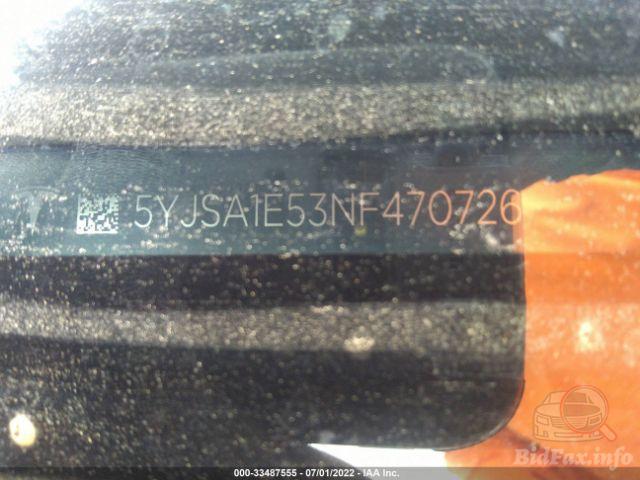 5YJSA1E53NF470726
BidFax.info
000-33487555 - 07/01/2022 - IAA Inc.